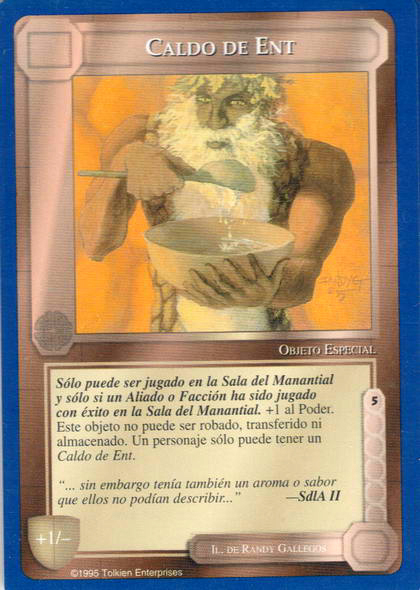 CALDO DE ENT
OBJETO ESPECIAL
Sólo puede ser jugado en la Sala del Manantial
y sólo si un Aliado o Facción ha sido jugado
con éxito en la Sala del Manantial. +1 al Poder.
Este objeto no puede ser robado, transferido ni
almacenado. Un personaje sólo puede tener un
Caldo de Ent.
5
“... sin embargo tenía también un aroma o sabor
que ellos no podían describir...” —SdlA II
+1/–
IL. DE RANDY GALLEGOS
©1995 Tolkien Enterprises